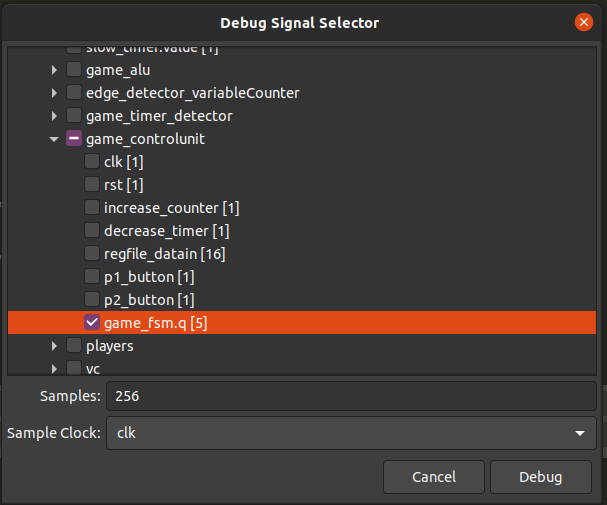 Debug Signal Selector
slow_timer.value [1]
game_alu
edge_detector_variableCounter
game_timer_detector
game_controlunit
clk [1]
rst [1]
increase_counter [1]
decrease_timer [1]
regfile_datain [16]
p1_button [1]
p2_button [1]
game_fsm.q [5]
players
vc
Samples: 256
Sample Clock: clk
Cancel Debug